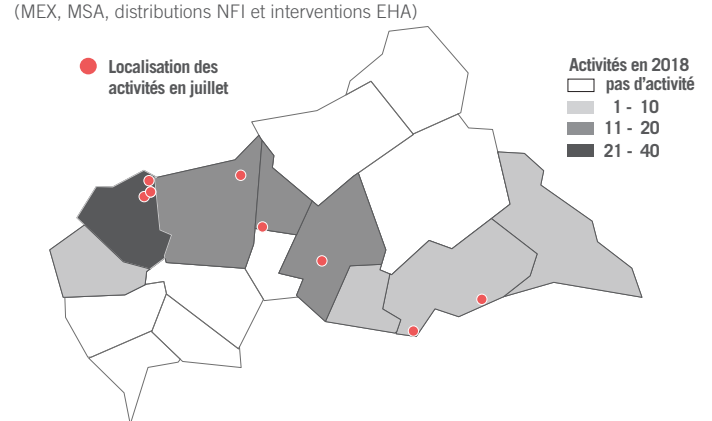 (MEX, MSA, distributions NFI et interventions EHA)
Localisation des
activités en juillet
Activités en 2018
pas d'activité
1 - 10
11 - 20
21 - 40